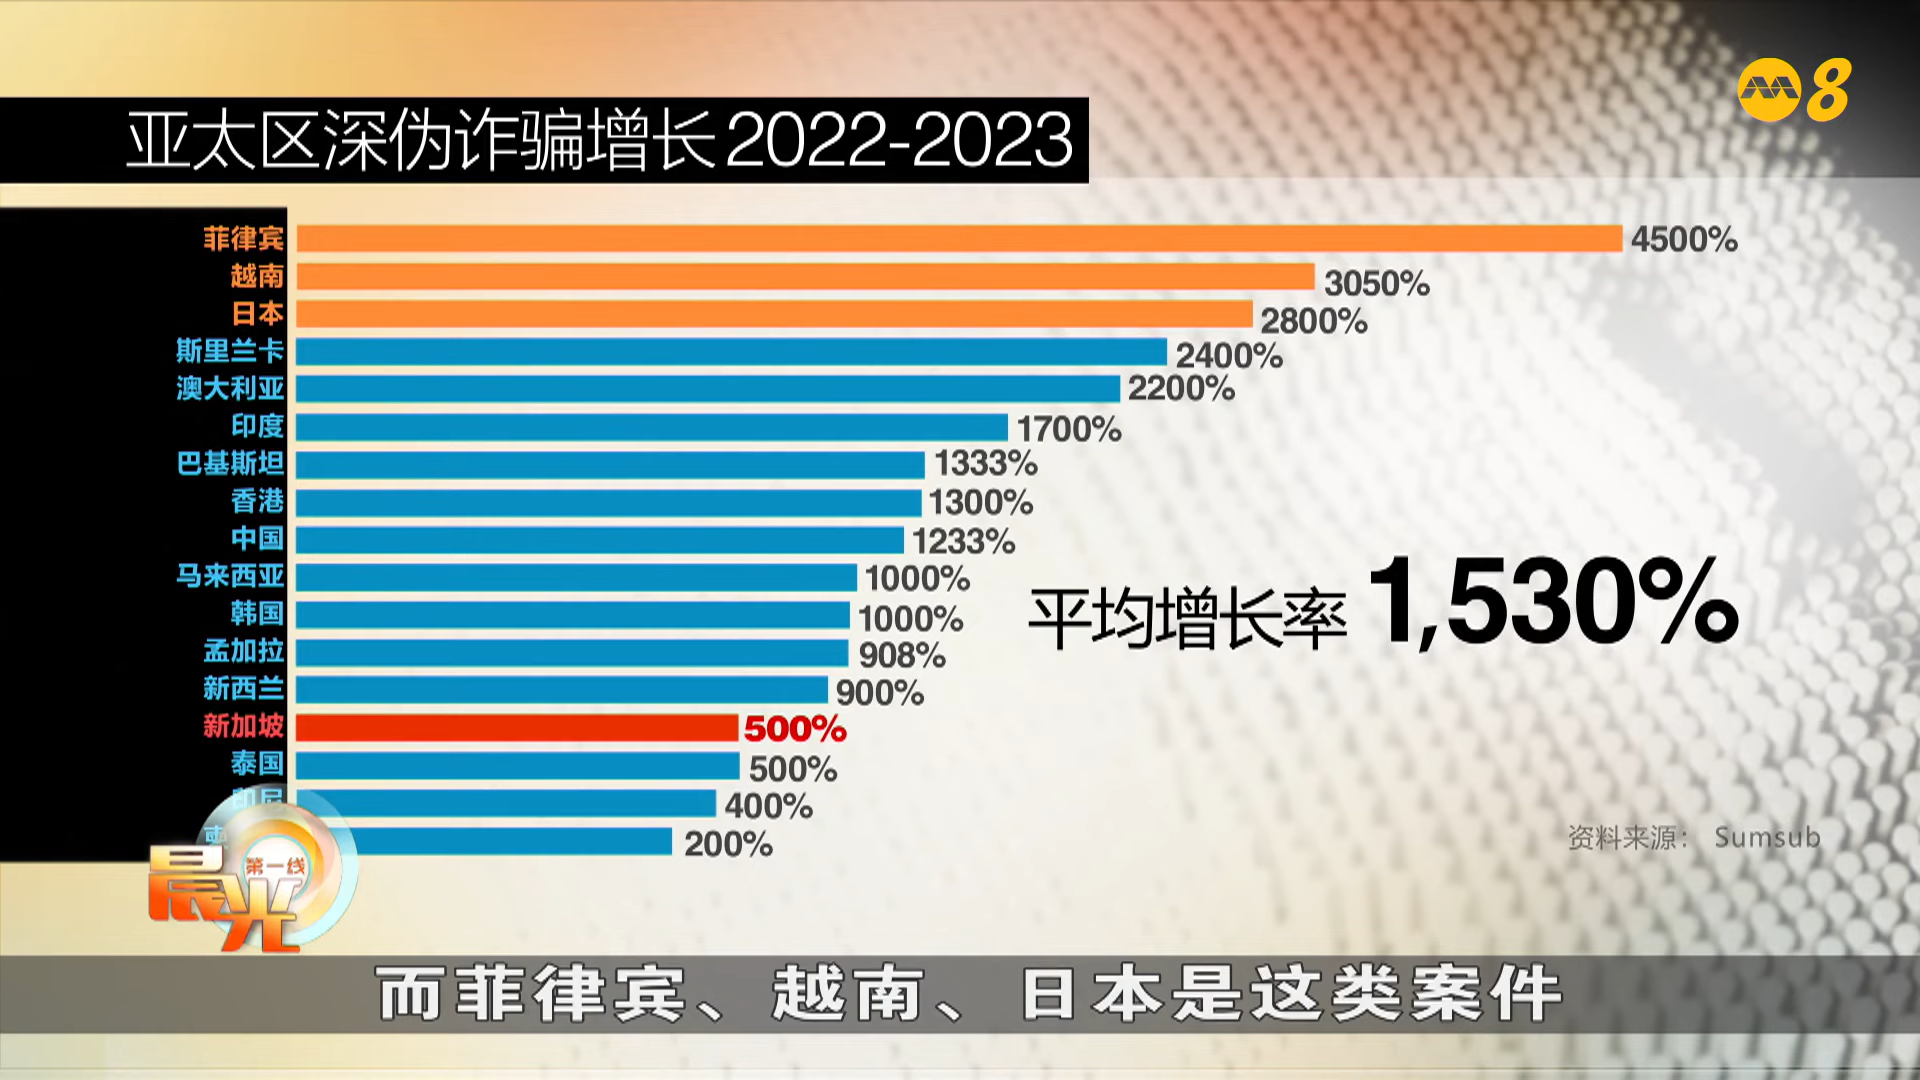 8
亚太区深伪诈骗增长2022-2023
菲律宾 4500%
越南 3050%
日本 2800%
斯里兰卡 2400%
澳大利亚 2200%
印度 1700%
巴基斯坦 1333%
香港 1300%
中国 1233%
马来西亚 1000%
韩国 1000%
孟加拉 908%
新西兰 900%
新加坡 500%
泰国 500%
印尼 400%
200%
平均增长率 1,530%
资料来源： Sumsub
晨光
第一线
而菲律宾、越南、日本是这类案件